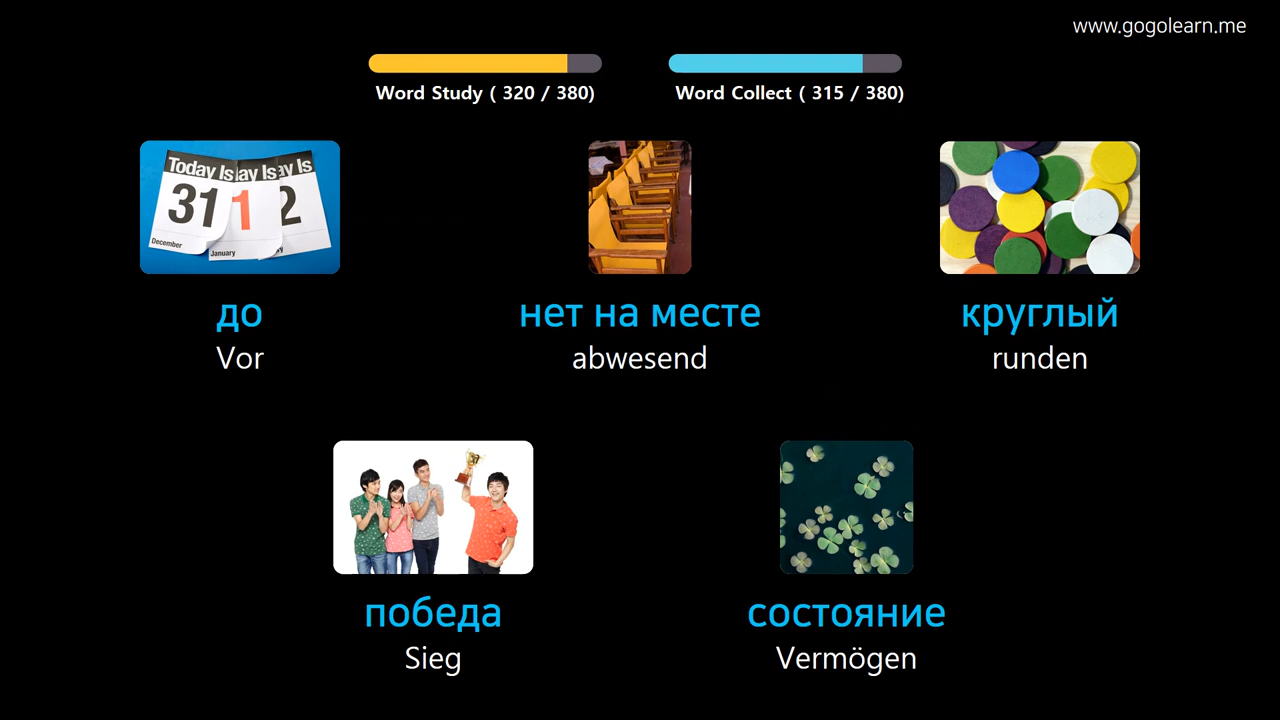 www.gogolearn.me
Word Study ( 320 / 380)
Word Collect ( 315 / 380)
Today Is
ay Is
ay Is
31
1
2
December
January
до
Vor
нет на месте
abwesend
круглый
runden
победа
Sieg
состояние
Vermögen